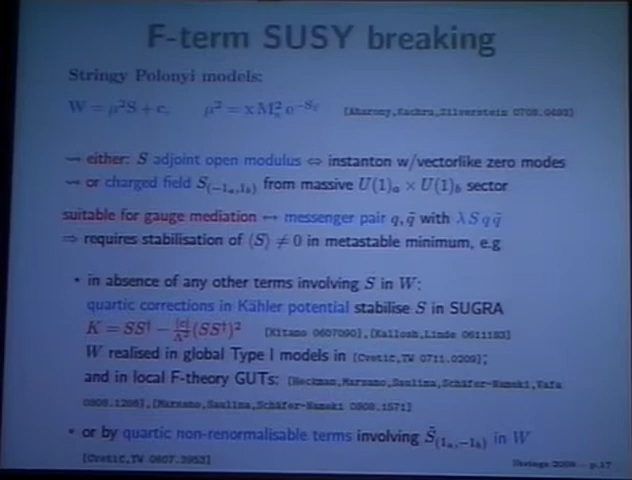 F-term SUSY breaking
Stringy Polonyi models:
W = μ²S + c, μ² = x M_s² e^{-S_E} [Aharony,Kachru,Silverstein 0708.0493]
⇝ either: S adjoint open modulus ⇔ instanton w/vectorlike zero modes
⇝ or charged field S_{(-1_a,1_b)} from massive U(1)_a × U(1)_b sector
suitable for gauge mediation ↔ messenger pair q, q̃ with λ S q q̃
⇒ requires stabilisation of ⟨S⟩ ≠ 0 in metastable minimum, e.g
• in absence of any other terms involving S in W:
quartic corrections in Kähler potential stabilise S in SUGRA
K = SS† − |c|/Λ² (SS†)² [Kitano 0607090],[Kallosh,Linde 0611183]
W realised in global Type I models in [Cvetic,TW 0711.0209];
and in local F-theory GUTs: [Heckman,Marsano,Saulina,Schäfer-Nameki,Vafa
0808.1286],[Marsano,Saulina,Schäfer-Nameki 0808.1571]
• or by quartic non-renormalisable terms involving S̃_{(1_a,-1_b)} in W
[Cvetic,TW 0807.3953]
Strings 2008 – p.17